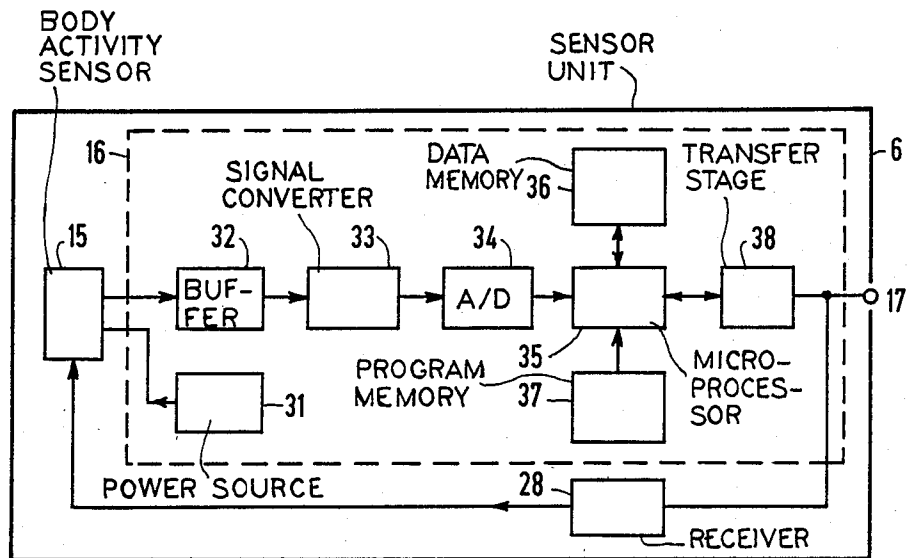 BODY
ACTIVITY
SENSOR
SENSOR
UNIT
16
SIGNAL
CONVERTER
DATA
MEMORY
36
TRANSFER
STAGE
6
15
32
33
34
38
BUF-
FER
A/D
17
35
PROGRAM
MEMORY
37
MICRO-
PROCES-
SOR
31
POWER SOURCE
28
RECEIVER